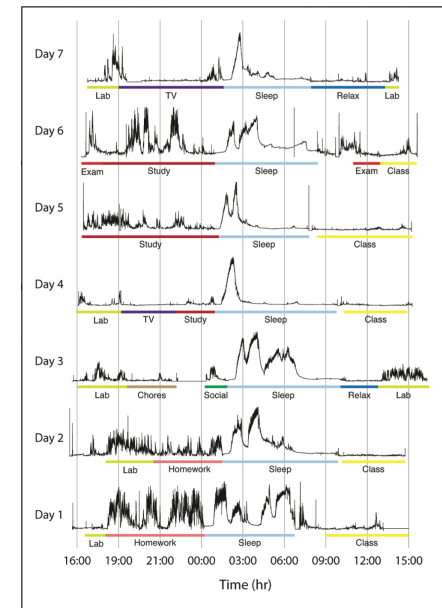 Day 7
Lab TV Sleep Relax Lab
Day 6
Exam Study Sleep Exam Class
Day 5
Study Sleep Class
Day 4
Lab TV Study Sleep Class
Day 3
Lab Chores Social Sleep Relax Lab
Day 2
Lab Homework Sleep Class
Day 1
Lab Homework Sleep Class
16:00 19:00 21:00 00:00 03:00 06:00 09:00 12:00 15:00
Time (hr)